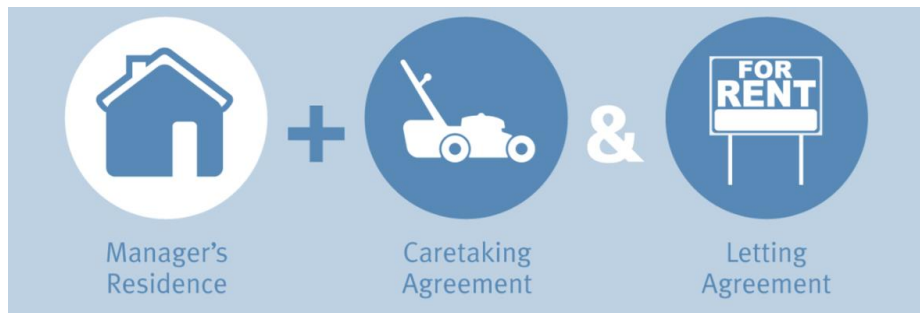 +
&
FOR
RENT
Manager's
Residence
Caretaking
Agreement
Letting
Agreement